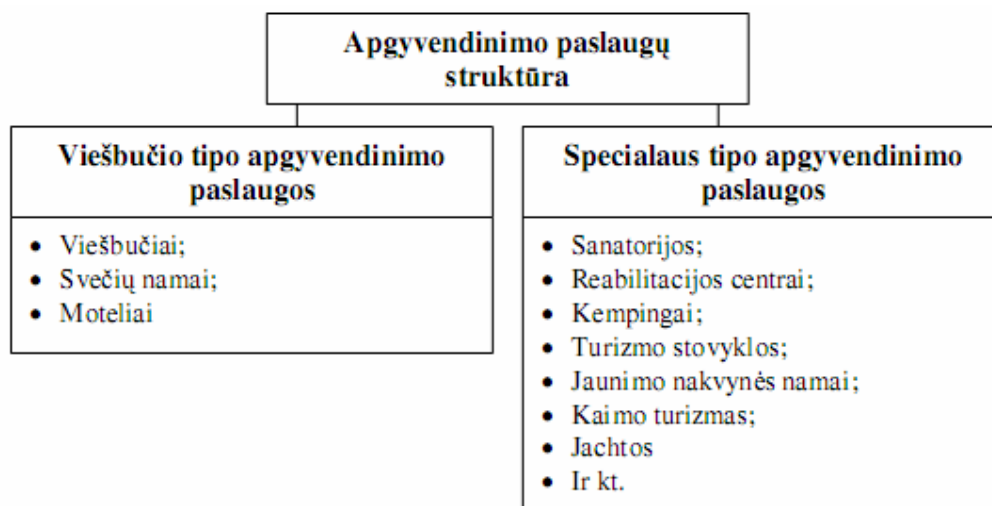 Apgyvendinimo paslaugų
struktūra
Viešbučio tipo apgyvendinimo
paslaugos
• Viešbučiai;
• Svečių namai;
• Moteliai
Specialaus tipo apgyvendinimo
paslaugos
• Sanatorijos;
• Reabilitacijos centrai;
• Kempingai;
• Turizmo stovyklos;
• Jaunimo nakvynės namai;
• Kaimo turizmas;
• Jachtos
• Ir kt.